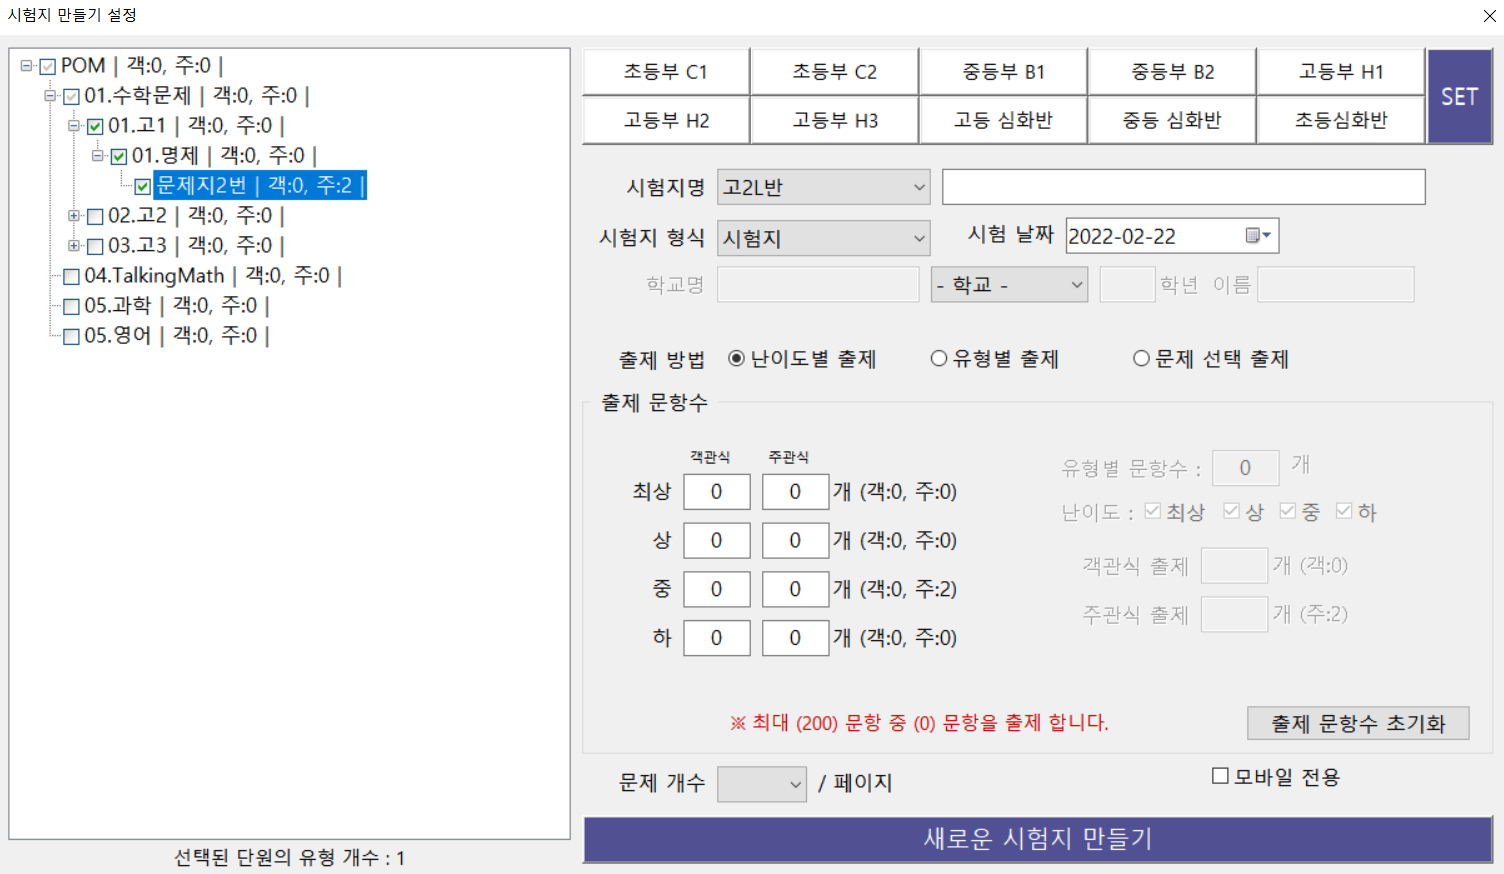 시험지 만들기 설정
POM | 객:0, 주:0 |
01.수학문제 | 객:0, 주:0 |
01.고1 | 객:0, 주:0 |
01.명제 | 객:0, 주:0 |
문제지2번 | 객:0, 주:2 |
02.고2 | 객:0, 주:0 |
03.고3 | 객:0, 주:0 |
04.TalkingMath | 객:0, 주:0 |
05.과학 | 객:0, 주:0 |
05.영어 | 객:0, 주:0 |
선택된 단원의 유형 개수 : 1
초등부 C1 초등부 C2 중등부 B1 중등부 B2 고등부 H1 SET
고등부 H2 고등부 H3 고등 심화반 중등 심화반 초등심화반
시험지명 고2L반
시험지 형식 시험지 시험 날짜 2022-02-22
학교명 - 학교 - 학년 이름
출제 방법 난이도별 출제 유형별 출제 문제 선택 출제
출제 문항수
객관식 주관식
최상 0 0 개 (객:0, 주:0)
상 0 0 개 (객:0, 주:0)
중 0 0 개 (객:0, 주:2)
하 0 0 개 (객:0, 주:0)
유형별 문항수 : 0 개
난이도 : 최상 상 중 하
객관식 출제 개 (객:0)
주관식 출제 개 (주:2)
※ 최대 (200) 문항 중 (0) 문항을 출제 합니다.
출제 문항수 초기화
문제 개수 / 페이지
모바일 전용
새로운 시험지 만들기